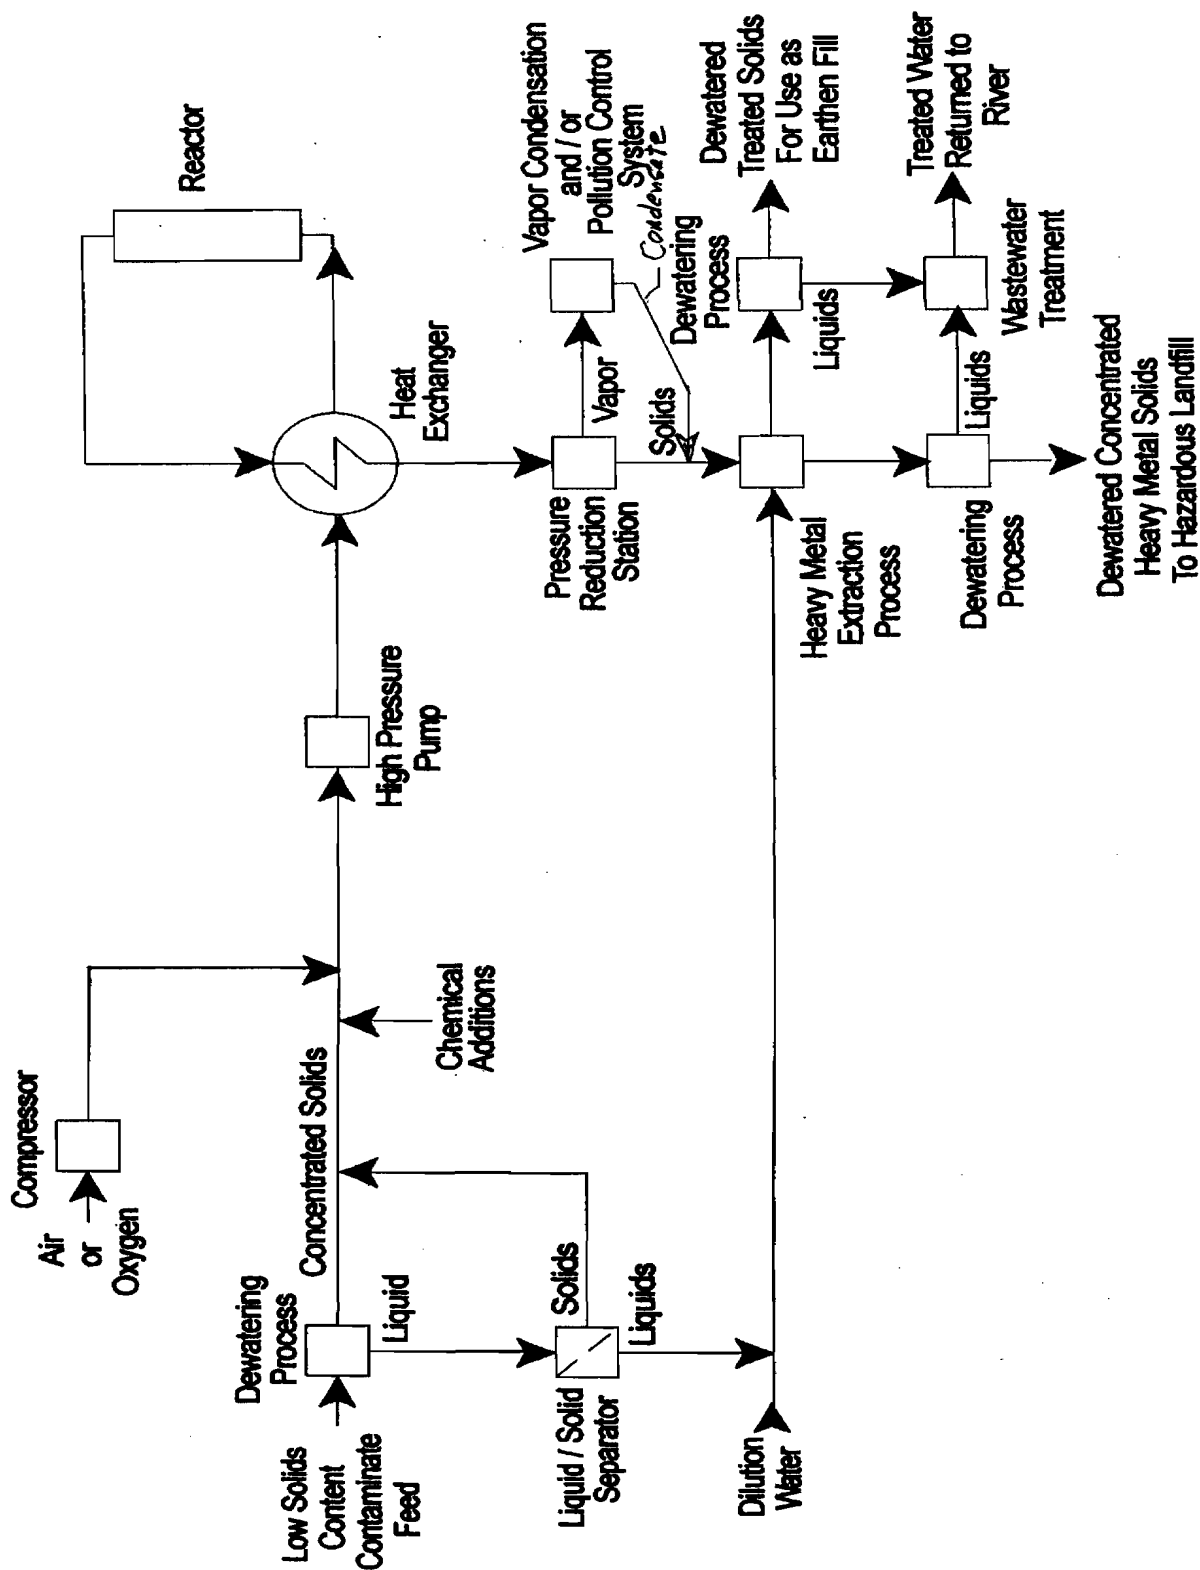 Air
or
Oxygen
Compressor
Reactor
Low Solids
Content
Contaminate
Feed
Dewatering
Process
Concentrated Solids
Liquid
Chemical
Additions
High Pressure
Pump
Heat
Exchanger
Liquid / Solid
Separator
Solids
Liquids
Pressure
Reduction
Station
Vapor
Vapor Condensation
and / or
Pollution Control
System
Condensate
Solids
Dilution
Water
Heavy Metal
Extraction
Process
Dewatering
Process
Liquids
Dewatered
Treated Solids
For Use as
Earthen Fill
Dewatering
Process
Liquids
Wastewater
Treatment
Treated Water
Returned to
River
Dewatered Concentrated
Heavy Metal Solids
To Hazardous Landfill